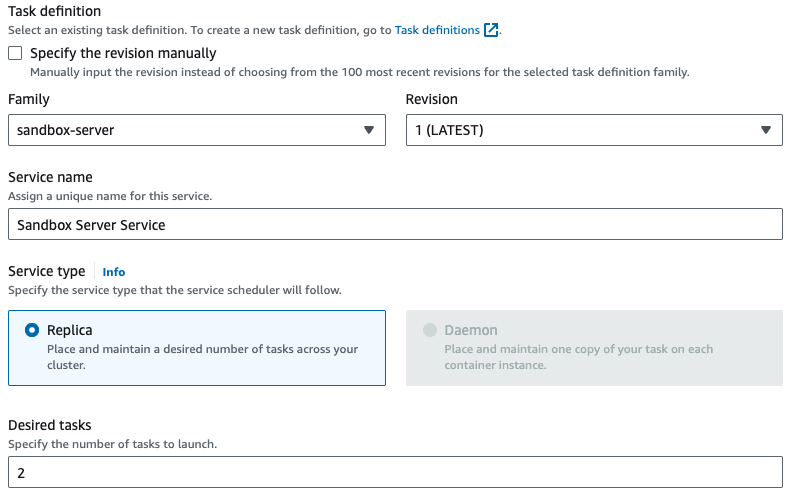 Task definition
Select an existing task definition. To create a new task definition, go to Task definitions.
Specify the revision manually
Manually input the revision instead of choosing from the 100 most recent revisions for the selected task definition family.
Family
Revision
sandbox-server
1 (LATEST)
Service name
Assign a unique name for this service.
Sandbox Server Service
Service type Info
Specify the service type that the service scheduler will follow.
Replica
Place and maintain a desired number of tasks across your
cluster.
Daemon
Place and maintain one copy of your task on each
container instance.
Desired tasks
Specify the number of tasks to launch.
2